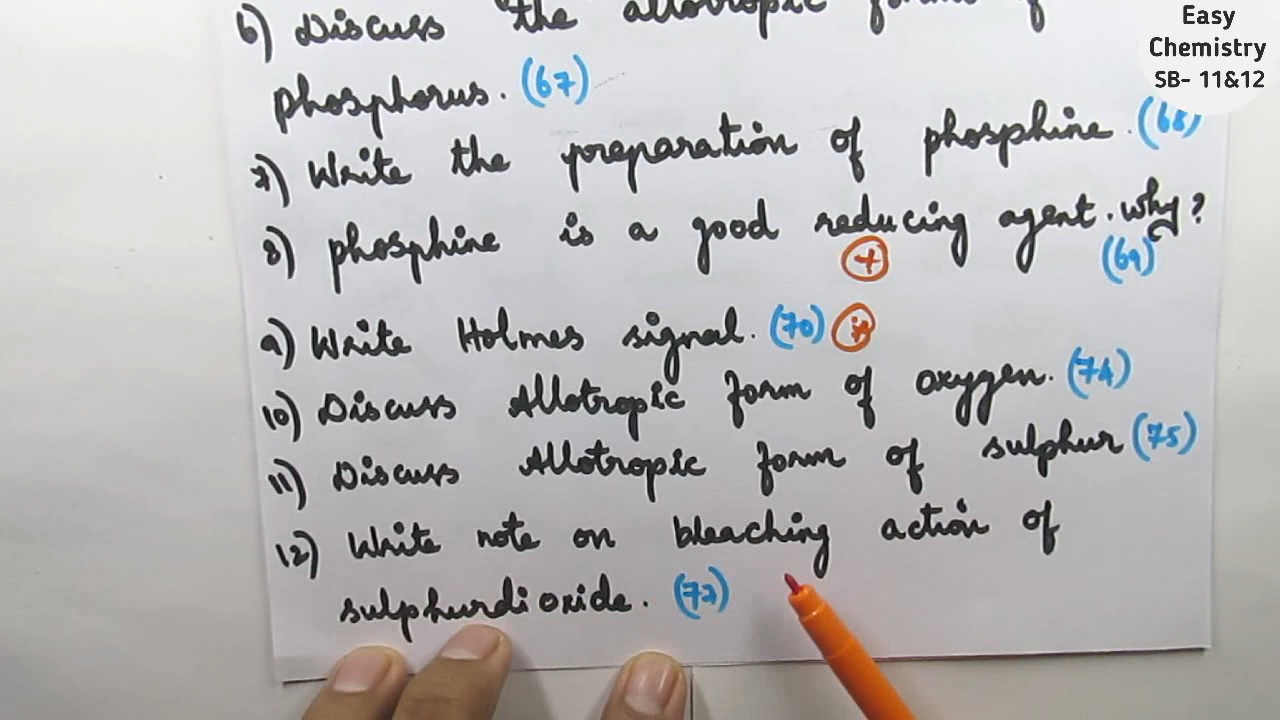 6) Discuss the allotropic forms of
phosphorus. (67)
7) Write the preparation of phosphine. (68)
8) phosphine is a good reducing agent. why?
(69)
9) Write Holmes signal. (70)
10) Discuss Allotropic form of oxygen. (74)
11) Discuss Allotropic form of sulphur (75)
12) Write note on bleaching action of
sulphurdioxide. (77)
Easy
Chemistry
SB- 11&12